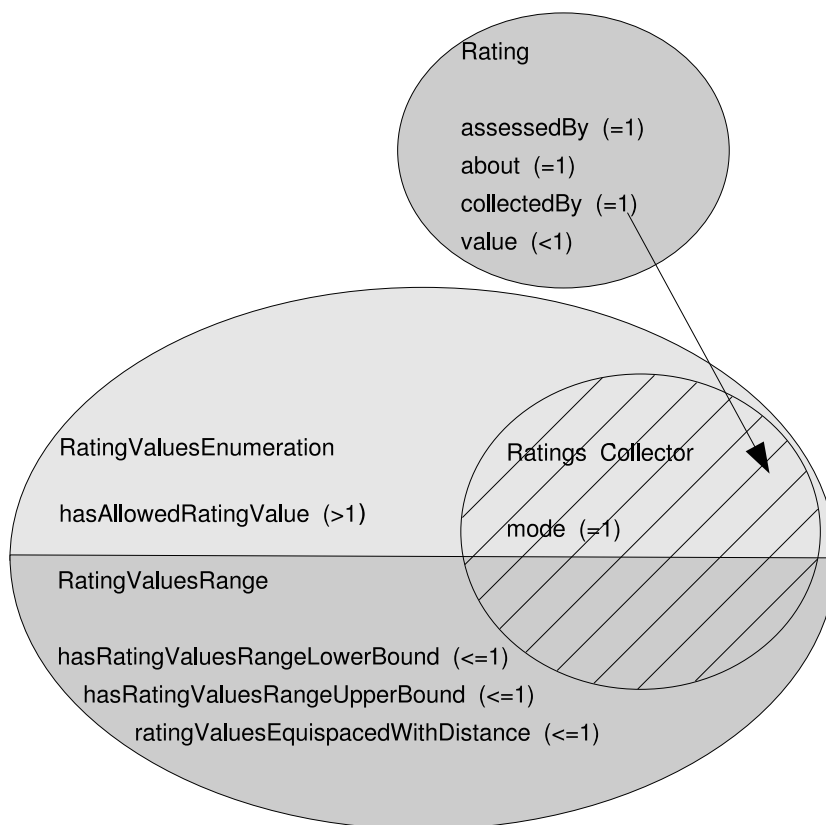 Rating
assessedBy (=1)
about (=1)
collectedBy (=1)
value (<1)
RatingValuesEnumeration
hasAllowedRatingValue (>1)
Ratings Collector
mode (=1)
RatingValuesRange
hasRatingValuesRangeLowerBound (<=1)
hasRatingValuesRangeUpperBound (<=1)
ratingValuesEquispacedWithDistance (<=1)